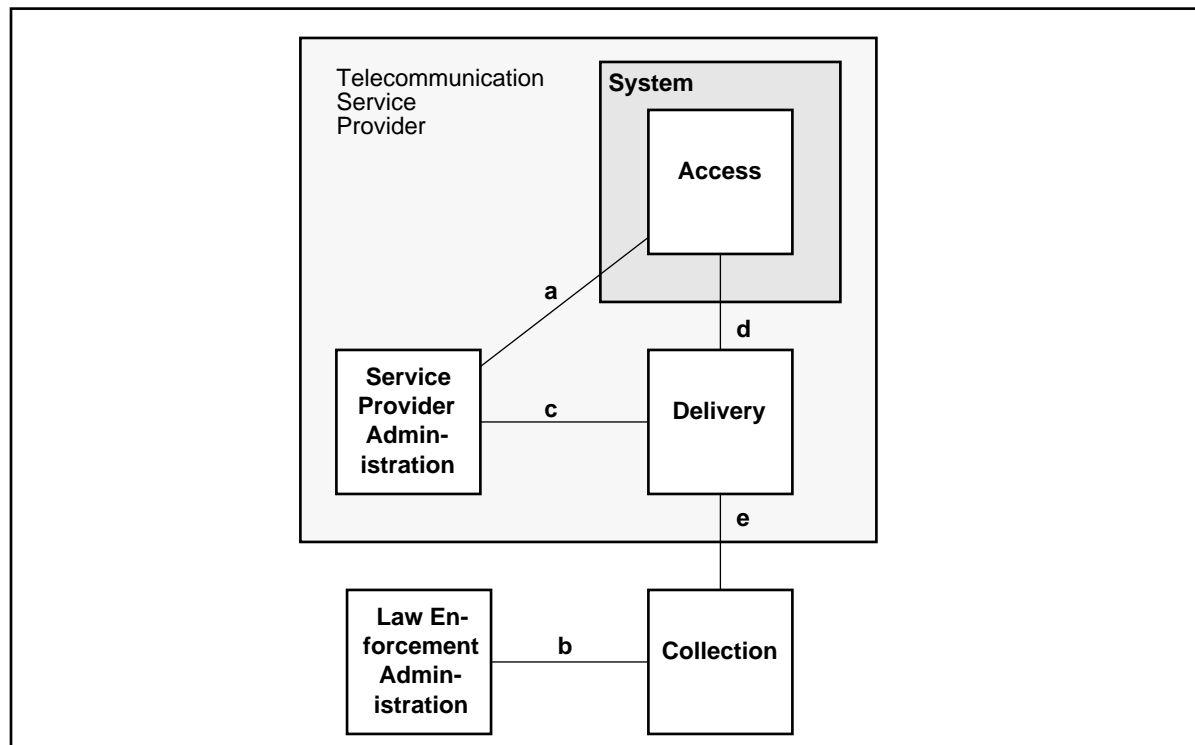 Telecommunication
Service
Provider
System
Access
a
d
Service
Provider
Admin-
istration
c
Delivery
e
Law En-
forcement
Admin-
istration
b
Collection